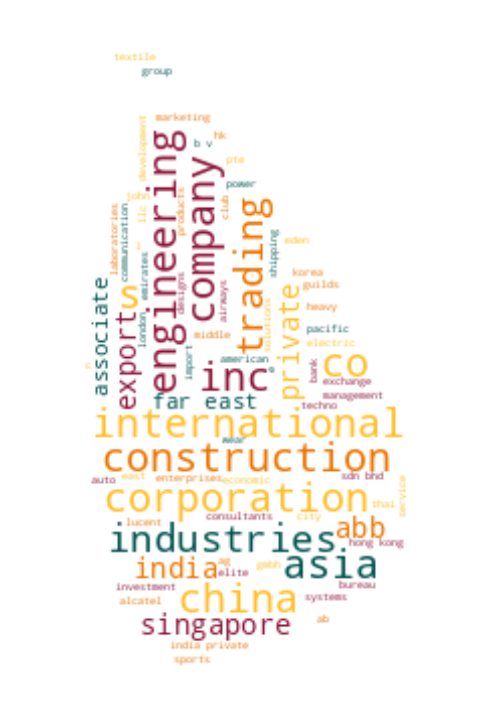 textile
group
marketing
development
engineering
hk
b v
company
pte
power
john
llc
products
club
trading
laboratories
communication
emirates
designs
shipping
eden
korea
guilds
associate
s
export
london
airways
solutions
private
heavy
pacific
middle
electric
import
american
inc
bank
co
exchange
management
far east
techno
international
wear
construction
auto
east
enterprises
economic
sdn bhd
service
corporation
thai
lucent
consultants
city
abb
industries
hong kong
india
ag
elite
gmbh
asia
investment
bureau
alcatel
china
systems
singapore
ab
india private
sports